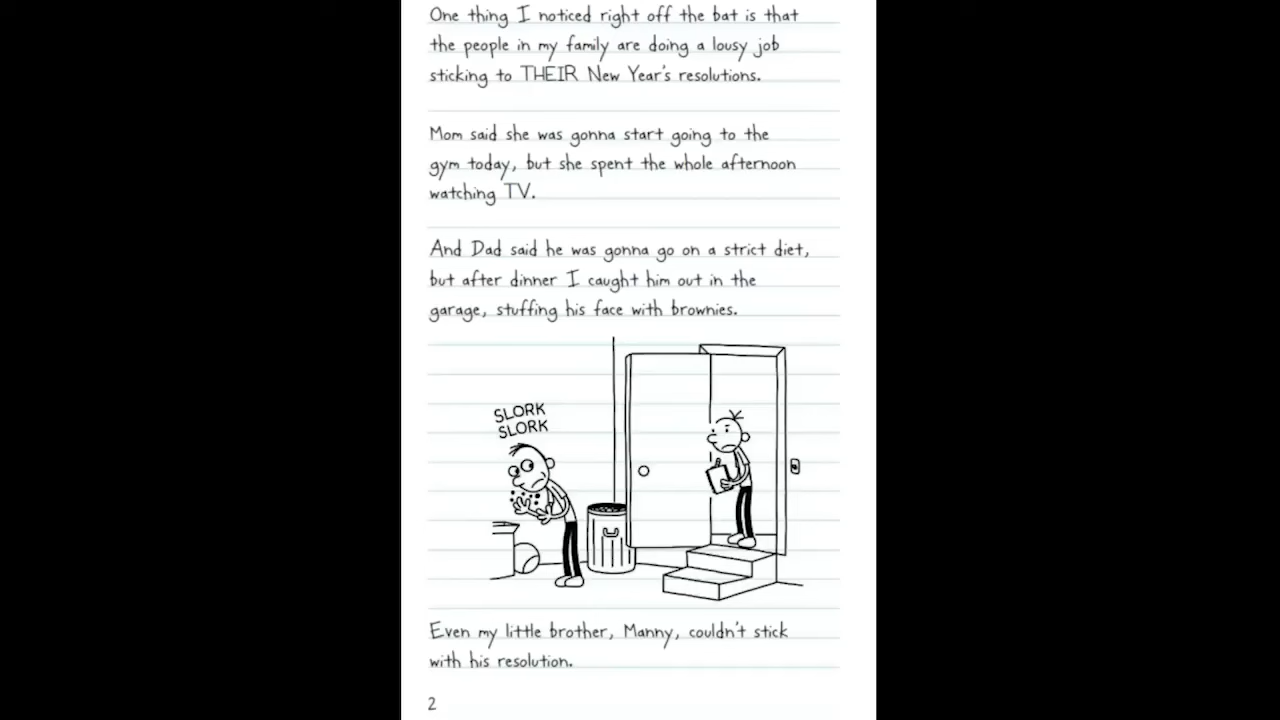 One thing I noticed right off the bat is that
the people in my family are doing a lousy job
sticking to THEIR New Year's resolutions.
Mom said she was gonna start going to the
gym today, but she spent the whole afternoon
watching TV.
And Dad said he was gonna go on a strict diet,
but after dinner I caught him out in the
garage, stuffing his face with brownies.
SLORK
SLORK
Even my little brother, Manny, couldn't stick
with his resolution.
2